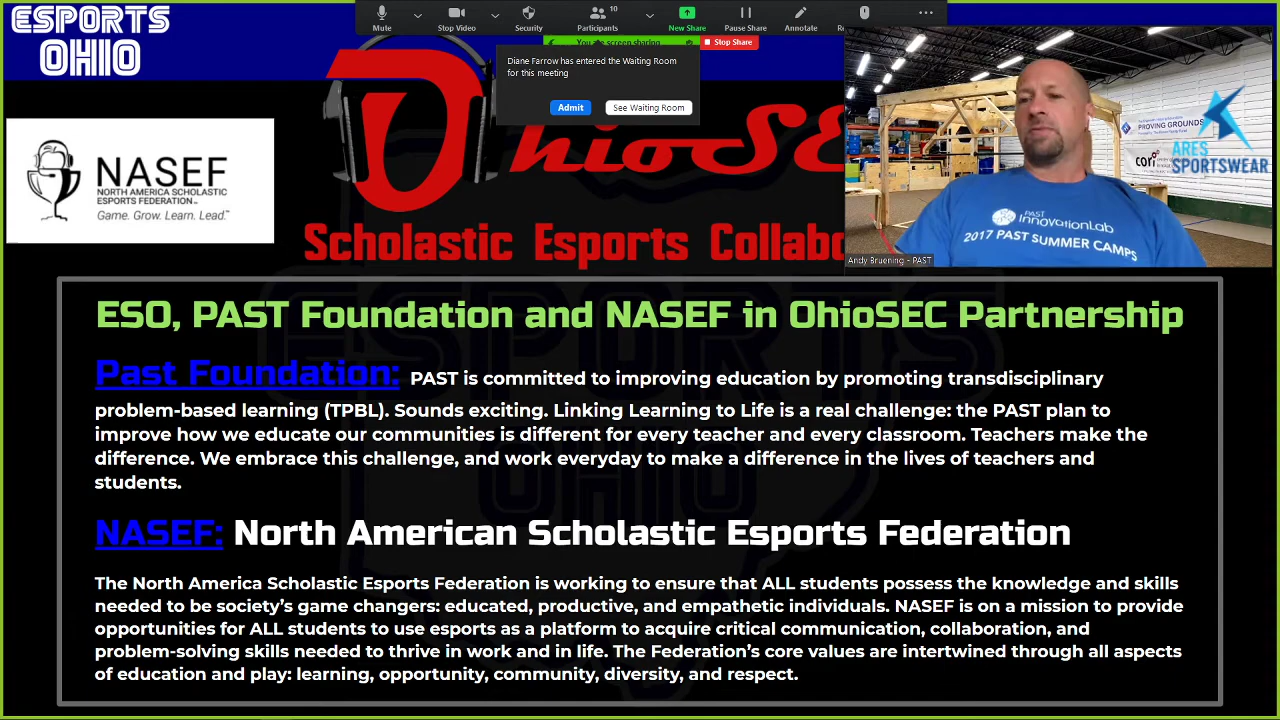 ESPORTS
OHIO
Mute
Stop Video
Security
Participants
10
New Share
Pause Share
Annotate
You are screen sharing
Stop Share
Diane Farrow has entered the Waiting Room
for this meeting
Admit
See Waiting Room
NASEF
NORTH AMERICA SCHOLASTIC
ESPORTS FEDERATION
Game. Grow. Learn. Lead.™
OhioSE
Scholastic Esports Collabo
PROVING GROUNDS
cori
ARES
SPORTSWEAR
PAST
InnovationLab
2017 PAST SUMMER CAMPS
Andy Bruening - PAST
ESO, PAST Foundation and NASEF in OhioSEC Partnership
Past Foundation: PAST is committed to improving education by promoting transdisciplinary
problem-based learning (TPBL). Sounds exciting. Linking Learning to Life is a real challenge: the PAST plan to
improve how we educate our communities is different for every teacher and every classroom. Teachers make the
difference. We embrace this challenge, and work everyday to make a difference in the lives of teachers and
students.
NASEF: North American Scholastic Esports Federation
The North America Scholastic Esports Federation is working to ensure that ALL students possess the knowledge and skills
needed to be society's game changers: educated, productive, and empathetic individuals. NASEF is on a mission to provide
opportunities for ALL students to use esports as a platform to acquire critical communication, collaboration, and
problem-solving skills needed to thrive in work and in life. The Federation's core values are intertwined through all aspects
of education and play: learning, opportunity, community, diversity, and respect.